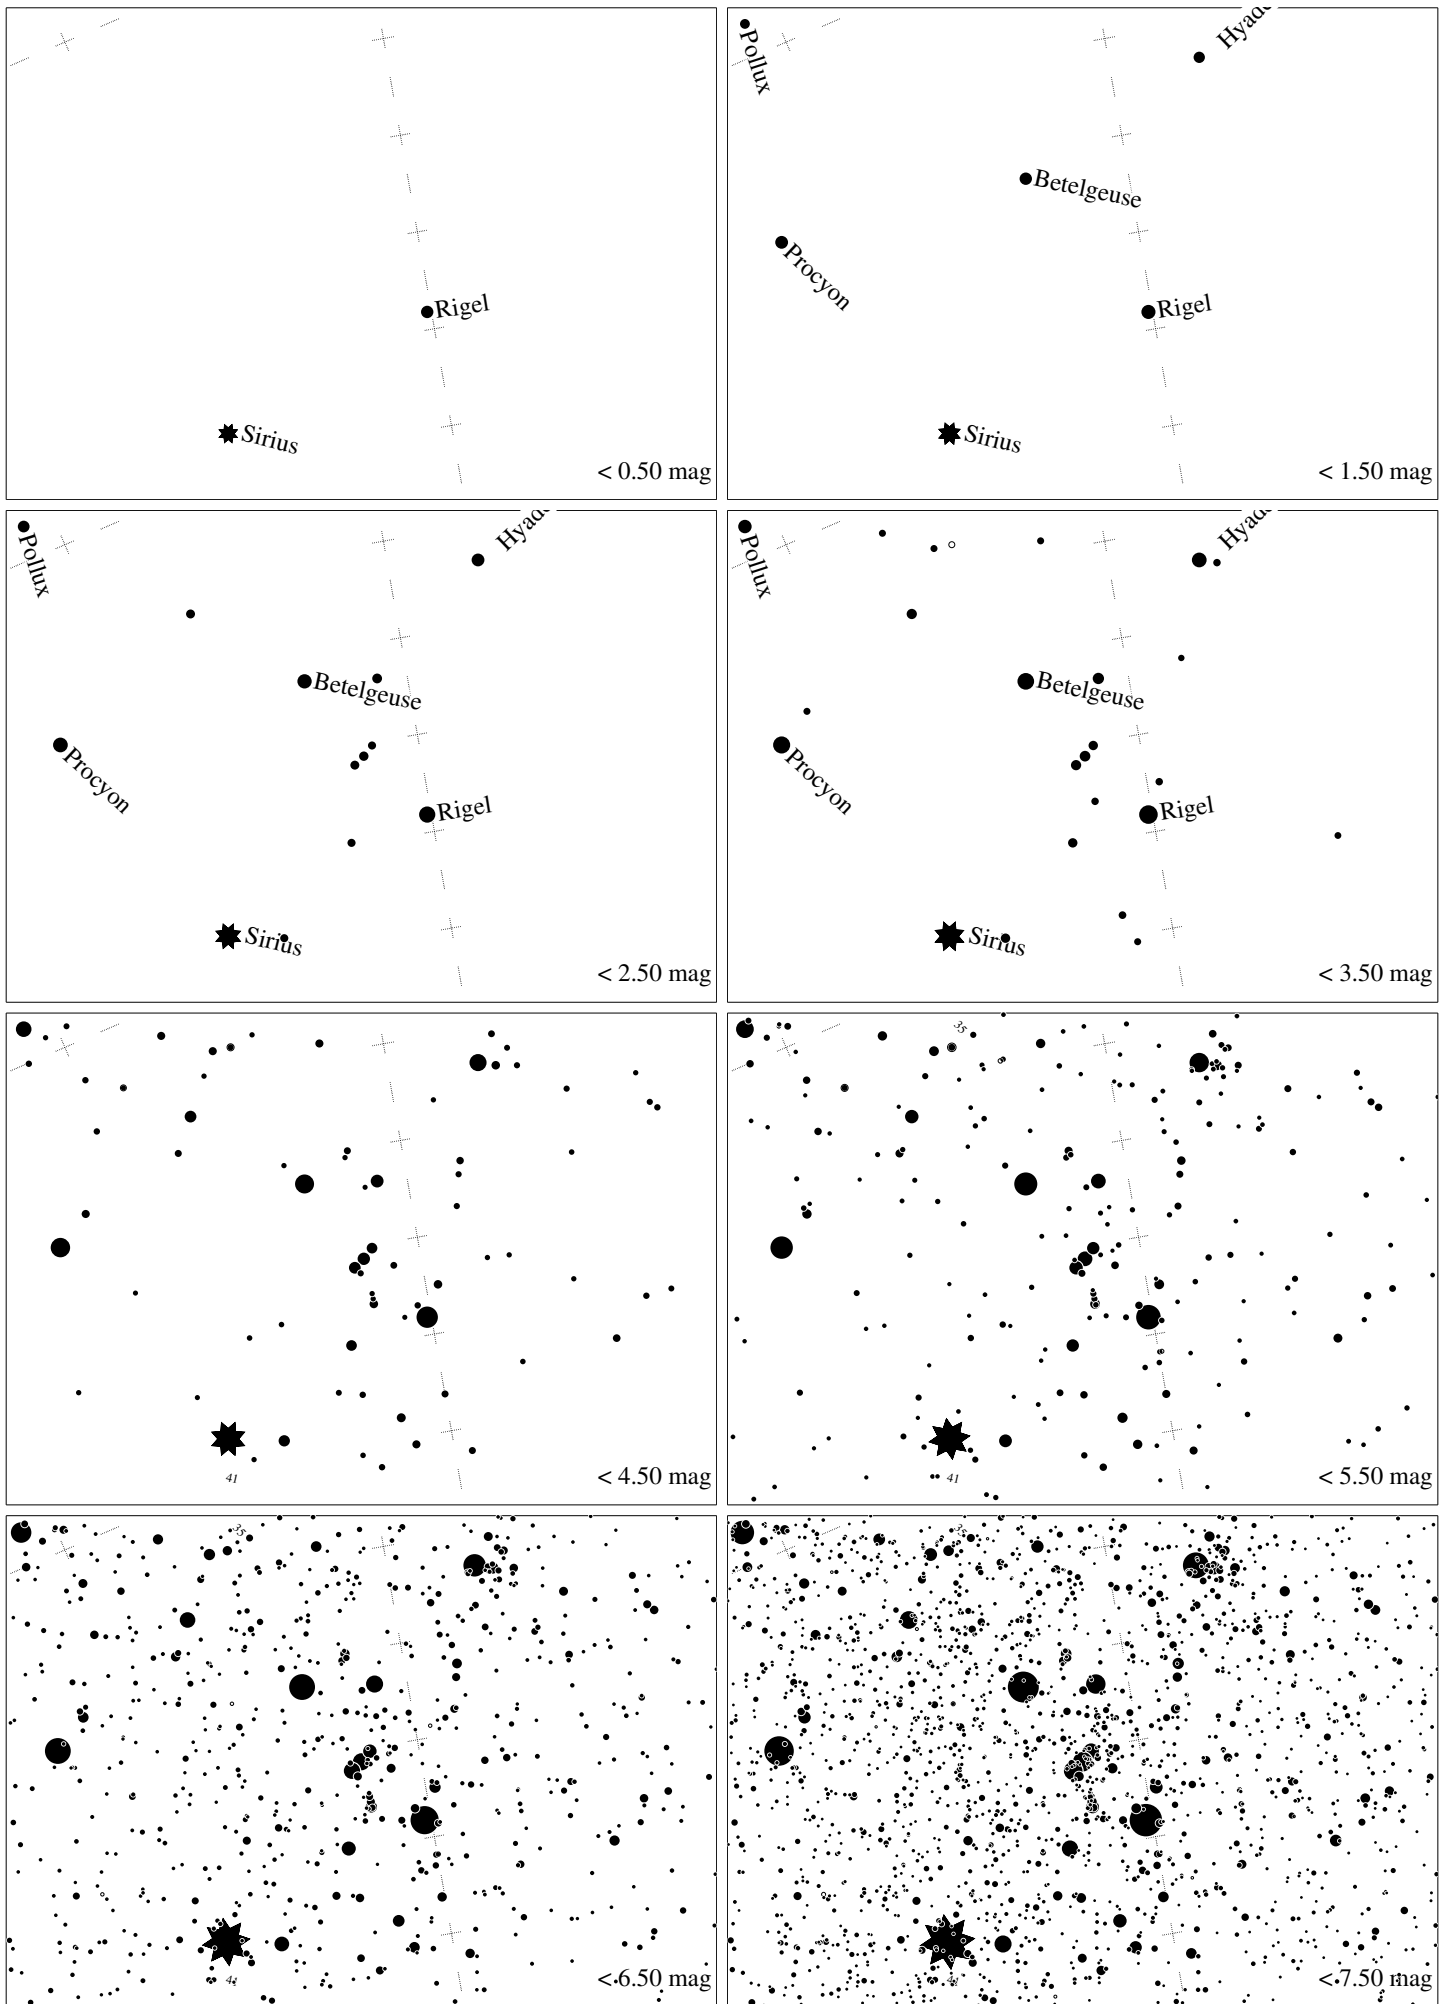 Rigel
Sirius
< 0.50 mag
Pollux
Betelgeuse
Procyon
Rigel
Sirius
< 1.50 mag
Pollux
Betelgeuse
Procyon
Rigel
Sirius
< 2.50 mag
Pollux
Betelgeuse
Procyon
Rigel
Sirius
< 3.50 mag
41
< 4.50 mag
35
41
< 5.50 mag
35
41
< 6.50 mag
35
41
< 7.50 mag